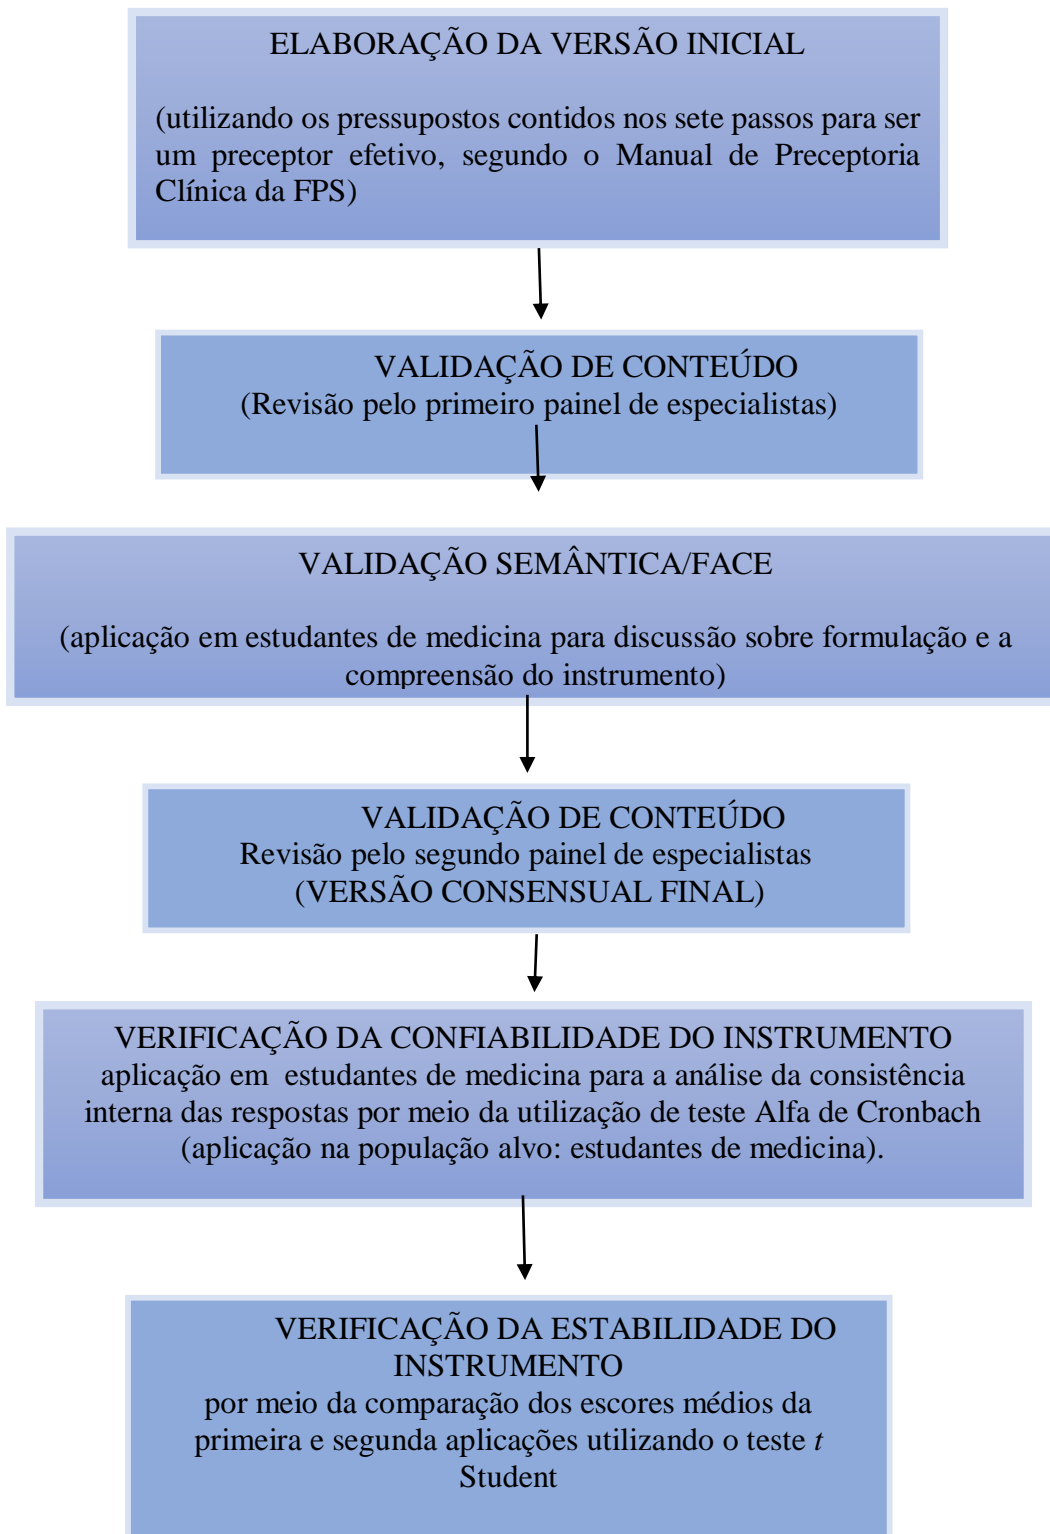 ELABORAÇÃO DA VERSÃO INICIAL
(utilizando os pressupostos contidos nos sete passos para ser
um preceptor efetivo, segundo o Manual de Preceptoria
Clínica da FPS)
VALIDAÇÃO DE CONTEÚDO
(Revisão pelo primeiro painel de especialistas)
VALIDAÇÃO SEMÂNTICA/FACE
(aplicação em estudantes de medicina para discussão sobre formulação e a
compreensão do instrumento)
VALIDAÇÃO DE CONTEÚDO
Revisão pelo segundo painel de especialistas
(VERSÃO CONSENSUAL FINAL)
VERIFICAÇÃO DA CONFIABILIDADE DO INSTRUMENTO
aplicação em  estudantes de medicina para a análise da consistência
interna das respostas por meio da utilização de teste Alfa de Cronbach
(aplicação na população alvo: estudantes de medicina).
VERIFICAÇÃO DA ESTABILIDADE DO
INSTRUMENTO
por meio da comparação dos escores médios da
primeira e segunda aplicações utilizando o teste t
Student